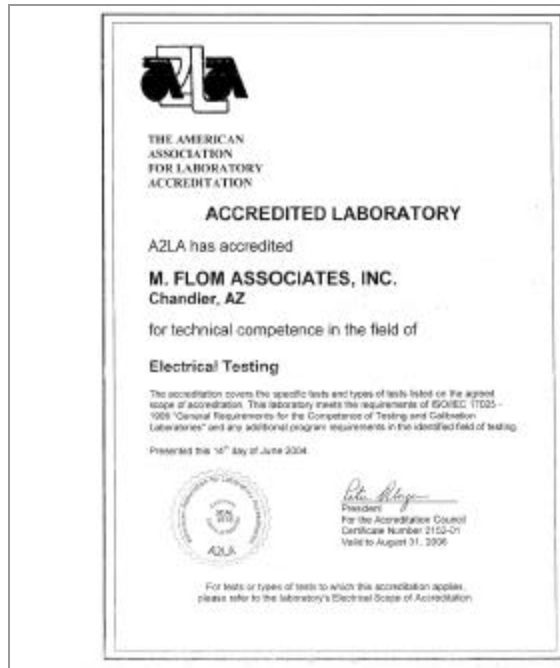 A2LA
THE AMERICAN
ASSOCIATION
FOR LABORATORY
ACCREDITATION
ACCREDITED LABORATORY
A2LA has accredited
M. FLOM ASSOCIATES, INC.
Chandler, AZ
for technical competence in the field of
Electrical Testing
The accreditation covers the specific tests and types of tests listed on the agreed
scope of accreditation. This laboratory meets the requirements of ISO/IEC 17025 -
1999 "General Requirements for the Competence of Testing and Calibration
Laboratories" and any additional program requirements in the identified field of testing.
Presented this 14th day of June 2004.
President
For the Accreditation Council
Certificate Number 2152-01
Valid to August 31, 2006
SEAL
A2LA
For tests or types of tests to which this accreditation applies,
please refer to the laboratory's Electrical Scope of Accreditation